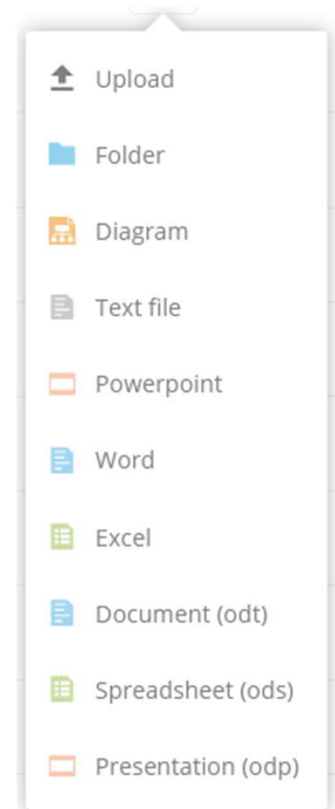 Upload
Folder
Diagram
Text file
Powerpoint
Word
Excel
Document (odt)
Spreadsheet (ods)
Presentation (odp)